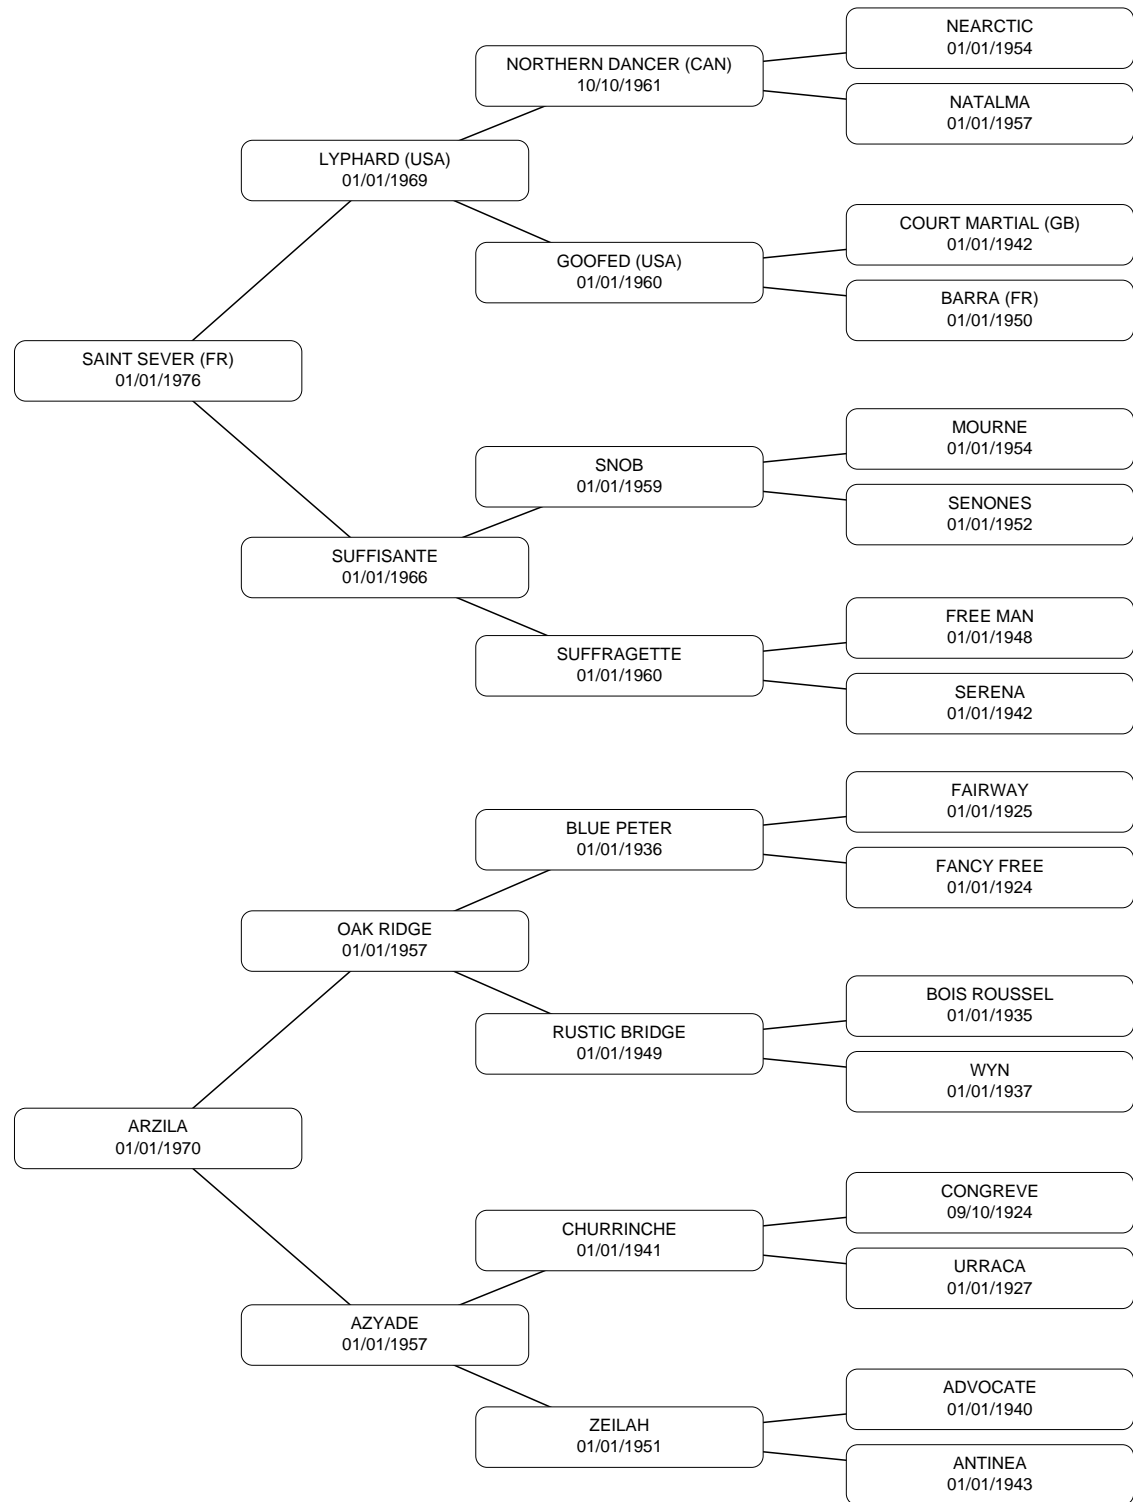 NEARCTIC
01/01/1954
NORTHERN DANCER (CAN)
10/10/1961
NATALMA
01/01/1957
LYPHARD (USA)
01/01/1969
COURT MARTIAL (GB)
01/01/1942
GOOFED (USA)
01/01/1960
BARRA (FR)
01/01/1950
SAINT SEVER (FR)
01/01/1976
MOURNE
01/01/1954
SNOB
01/01/1959
SENONES
01/01/1952
SUFFISANTE
01/01/1966
FREE MAN
01/01/1948
SUFFRAGETTE
01/01/1960
SERENA
01/01/1942
FAIRWAY
01/01/1925
BLUE PETER
01/01/1936
FANCY FREE
01/01/1924
OAK RIDGE
01/01/1957
BOIS ROUSSEL
01/01/1935
RUSTIC BRIDGE
01/01/1949
WYN
01/01/1937
ARZILA
01/01/1970
CONGREVE
09/10/1924
CHURRINCHE
01/01/1941
URRACA
01/01/1927
AZYADE
01/01/1957
ADVOCATE
01/01/1940
ZEILAH
01/01/1951
ANTINEA
01/01/1943